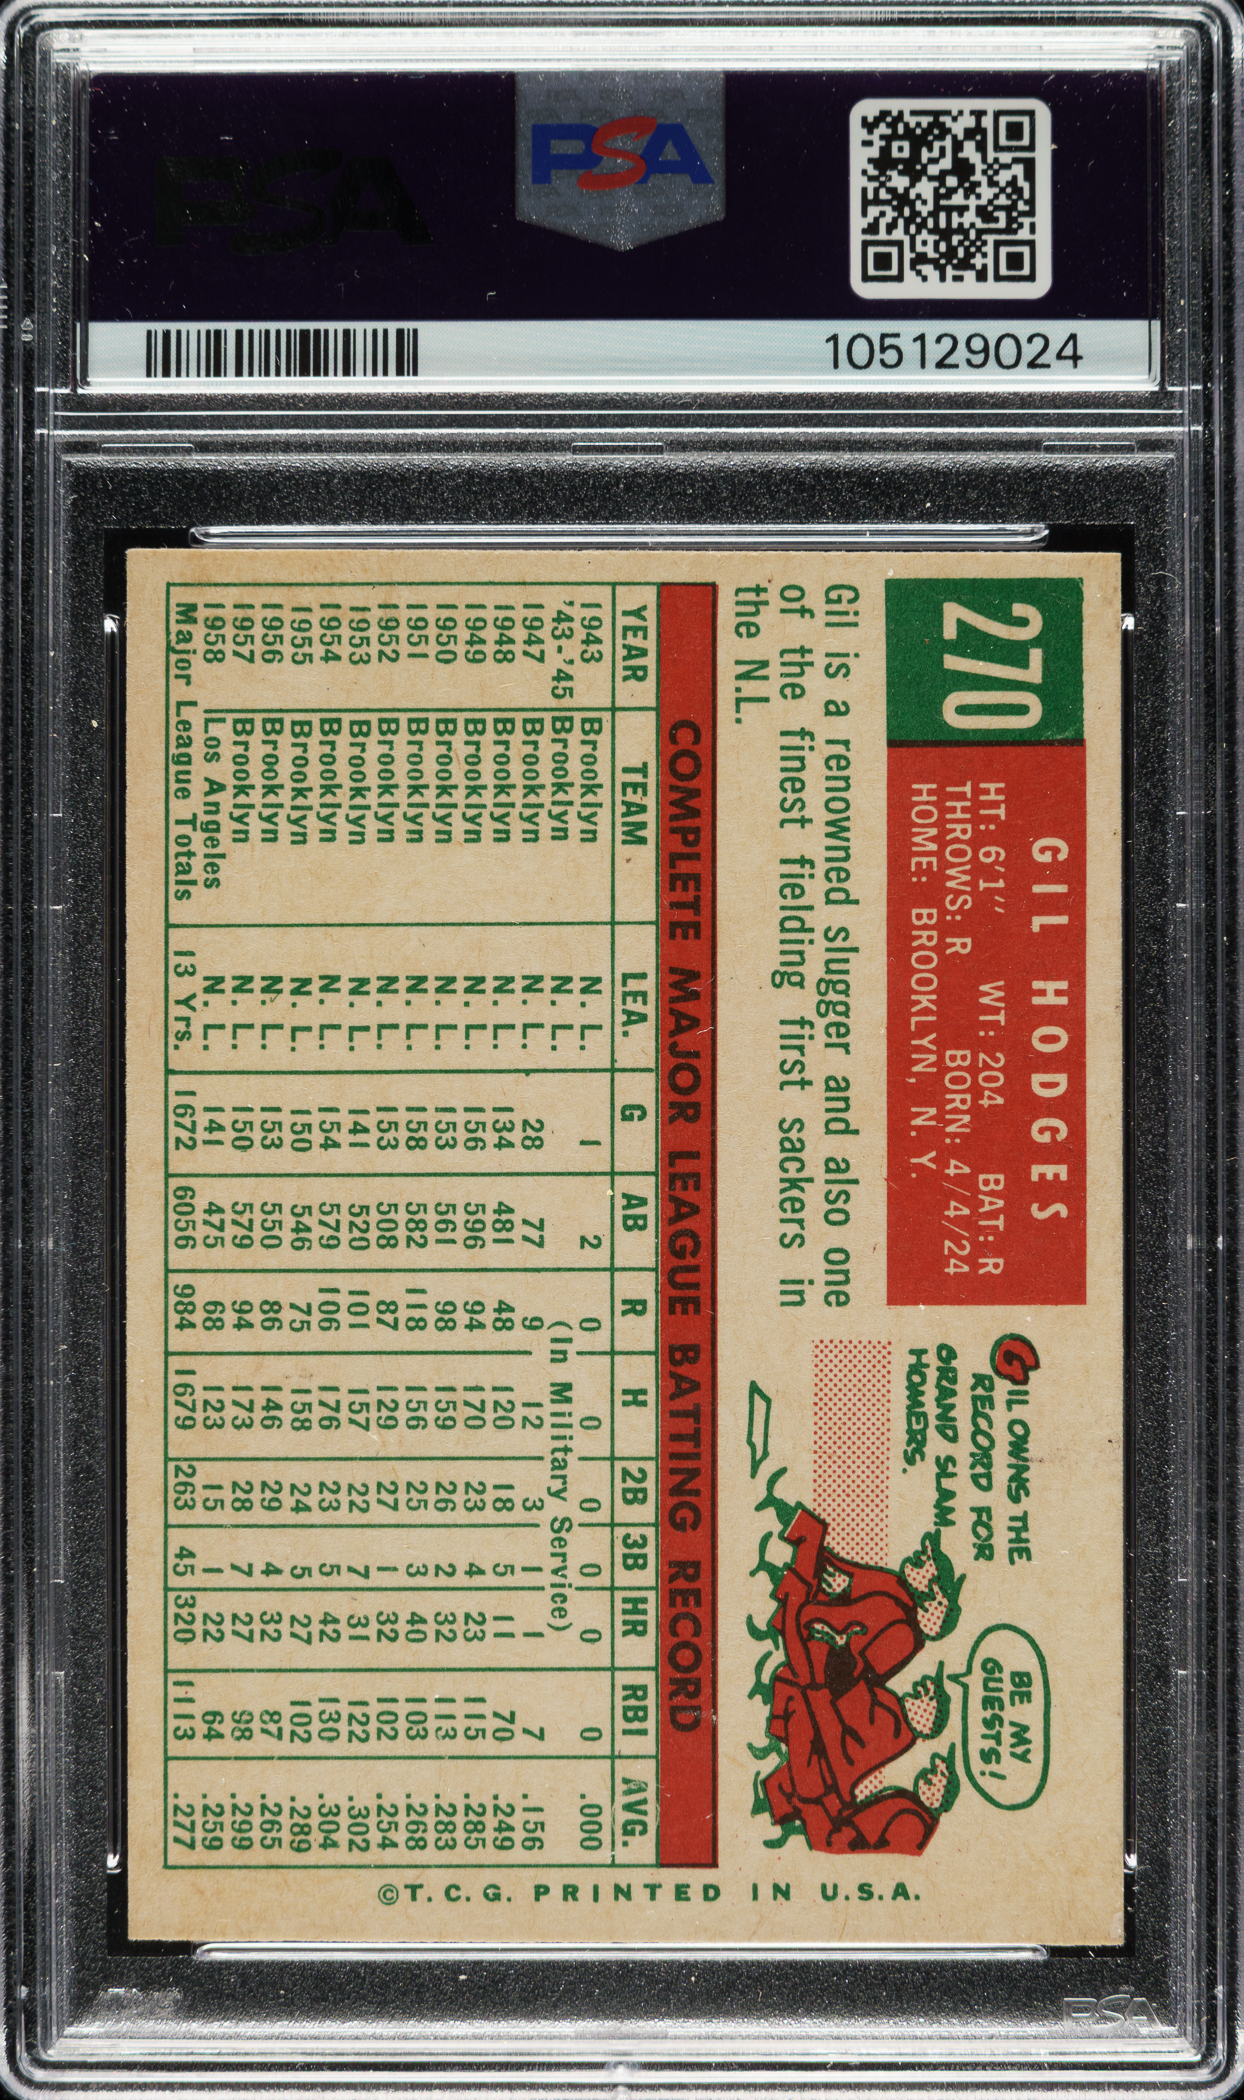 PSA
PSA
105129024
270
GIL HODGES
HT: 6'1" WT: 204 BAT: R
THROWS: R BORN: 4/4/24
HOME: BROOKLYN, N. Y.
Gil is a renowned slugger and also one
of the finest fielding first sackers in
the N.L.
GIL OWNS THE
RECORD FOR
GRAND SLAM
HOMERS.
BE MY
GUESTS!
COMPLETE MAJOR LEAGUE BATTING RECORD
YEAR TEAM LEA. G AB R H 2B 3B HR RBI AVG.
1943 Brooklyn N. L. 1 2 0 0 0 0 0 0 .000
'43-'45 Brooklyn N. L. (In Military Service)
1947 Brooklyn N. L. 28 77 9 12 3 1 1 7 .156
1948 Brooklyn N. L. 134 481 48 120 18 5 11 70 .249
1949 Brooklyn N. L. 156 596 94 170 23 4 23 115 .285
1950 Brooklyn N. L. 153 561 98 159 26 2 32 113 .283
1951 Brooklyn N. L. 158 582 118 156 25 3 40 103 .268
1952 Brooklyn N. L. 153 508 87 129 27 1 32 102 .254
1953 Brooklyn N. L. 141 520 101 157 22 7 31 122 .302
1954 Brooklyn N. L. 154 579 106 176 23 5 42 130 .304
1955 Brooklyn N. L. 150 546 75 158 24 5 27 102 .289
1956 Brooklyn N. L. 153 550 86 146 29 4 32 87 .265
1957 Brooklyn N. L. 150 579 94 173 28 7 27 98 .299
1958 Los Angeles N. L. 141 475 68 123 15 1 22 64 .259
Major League Totals 13 Yrs. 1672 6056 984 1679 263 45 320 1113 .277
©T. C. G. PRINTED IN U.S.A.
PSA